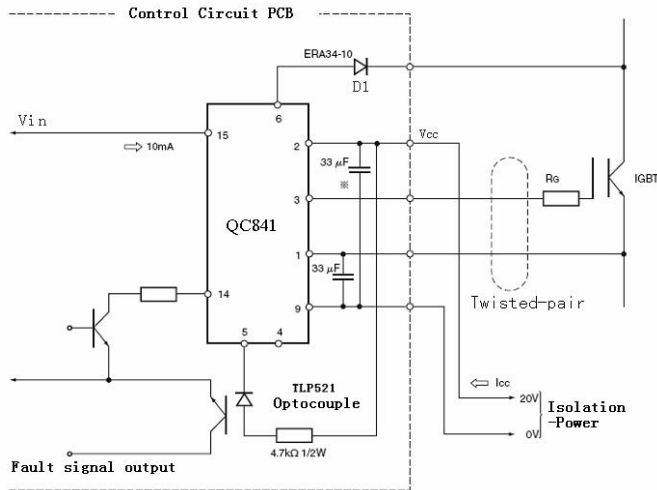 Control Circuit PCB
ERA34-10
D1
6
Vin
15
10mA
2
Vcc
33 µF
※
3
RG
IGBT
QC841
1
33 µF
Twisted-pair
14
9
5
4
Icc
TLP521
Optocouple
20V
Isolation
-Power
0V
4.7kΩ 1/2W
Fault signal output